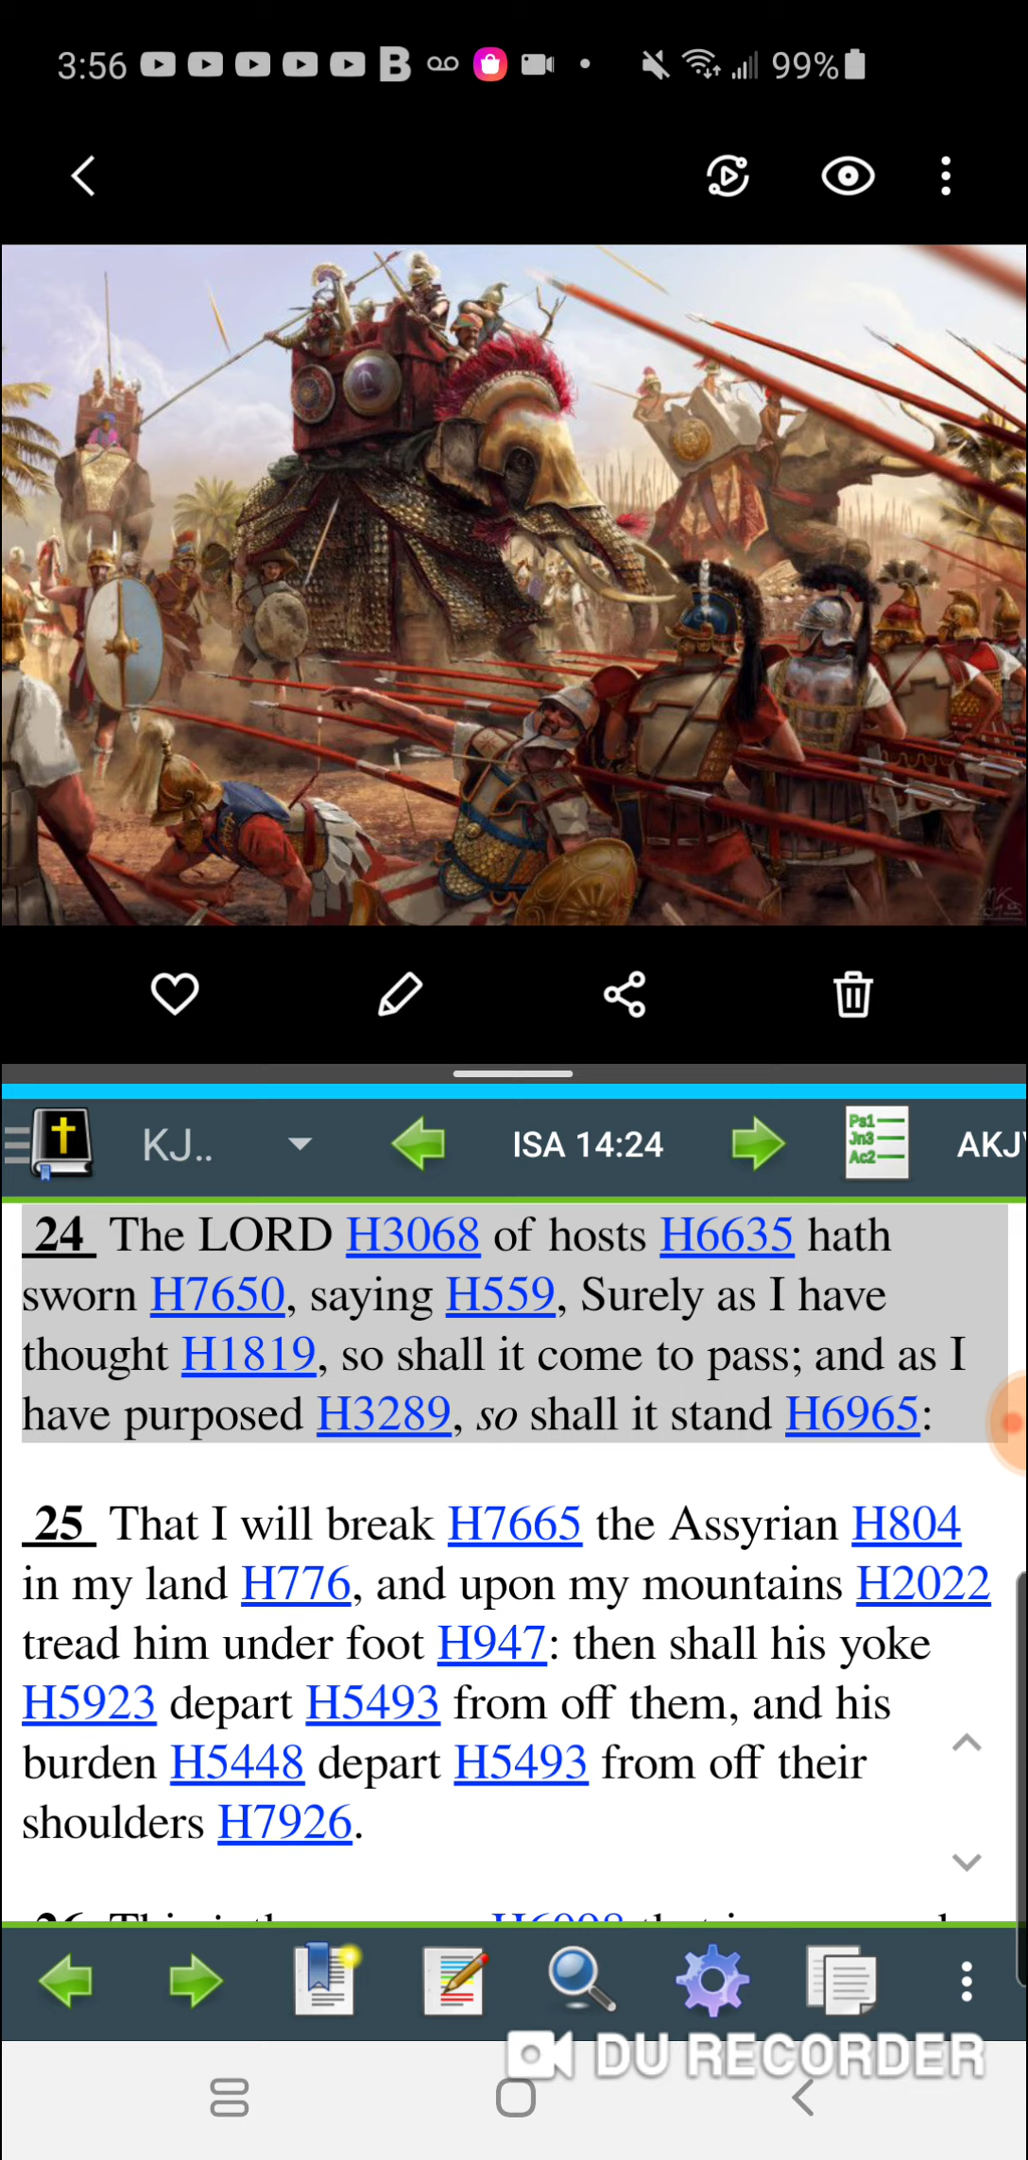 3:56 B 99%
KJ.. ISA 14:24 AKJV
Ps1
Jn3
Ac2
24 The LORD H3068 of hosts H6635 hath
sworn H7650, saying H559, Surely as I have
thought H1819, so shall it come to pass; and as I
have purposed H3289, so shall it stand H6965:
25 That I will break H7665 the Assyrian H804
in my land H776, and upon my mountains H2022
tread him under foot H947: then shall his yoke
H5923 depart H5493 from off them, and his
burden H5448 depart H5493 from off their
shoulders H7926.
DU RECORDER